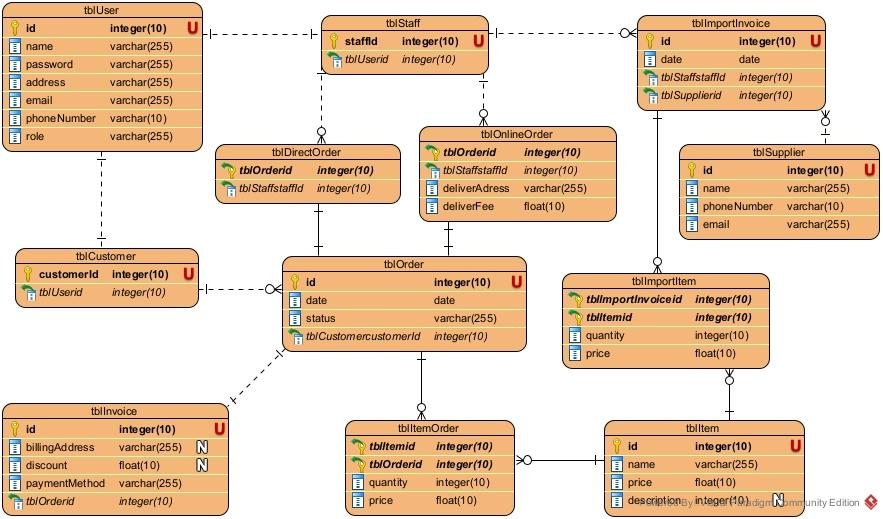 tblUser
id integer(10) U
name varchar(255)
password varchar(255)
address varchar(255)
email varchar(255)
phoneNumber varchar(10)
role varchar(255)
tblStaff
staffId integer(10) U
tblUserid integer(10)
tblImportInvoice
id integer(10) U
date date
tblStaffstaffId integer(10)
tblSupplierid integer(10)
tblDirectOrder
tblOrderid integer(10)
tblStaffstaffId integer(10)
tblOnlineOrder
tblOrderid integer(10)
tblStaffstaffId integer(10)
deliverAdress varchar(255)
deliverFee float(10)
tblSupplier
id integer(10) U
name varchar(255)
phoneNumber varchar(10)
email varchar(255)
tblCustomer
customerId integer(10) U
tblUserid integer(10)
tblOrder
id integer(10) U
date date
status varchar(255)
tblCustomercustomerId integer(10)
tblImportItem
tblImportInvoiceid integer(10)
tblItemid integer(10)
quantity integer(10)
price float(10)
tblInvoice
id integer(10) U
billingAddress varchar(255) N
discount float(10) N
paymentMethod varchar(255)
tblOrderid integer(10)
tblItemOrder
tblItemid integer(10)
tblOrderid integer(10)
quantity integer(10)
price float(10)
tblItem
id integer(10) U
name varchar(255)
price float(10)
description integer(10) N
Powered By Visual Paradigm Community Edition